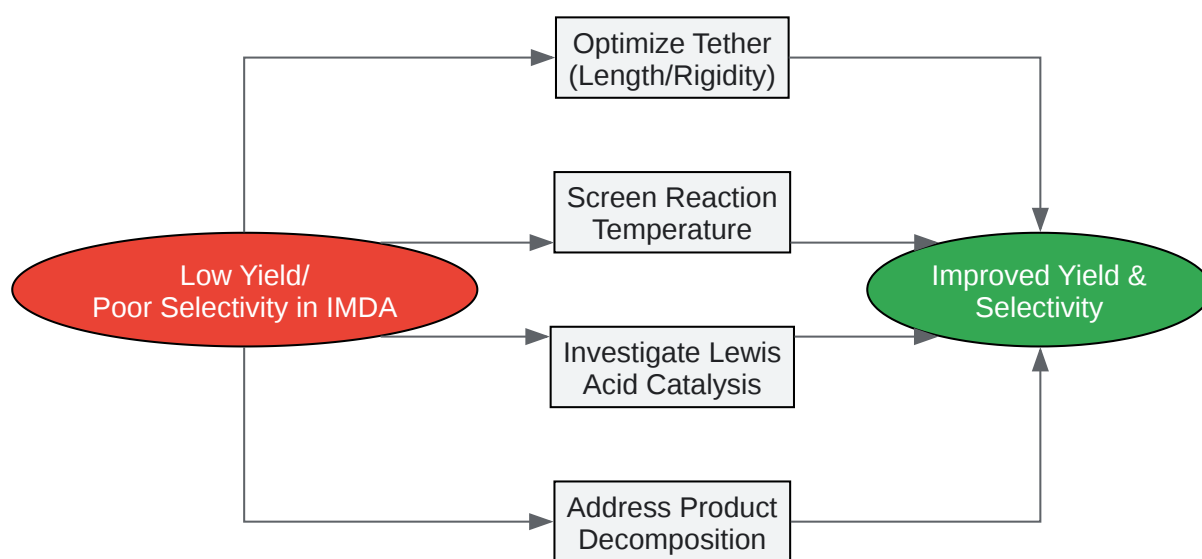 Optimize Tether
(Length/Rigidity)
Screen Reaction
Temperature
Low Yield/
Poor Selectivity in IMDA
Improved Yield &
Selectivity
Investigate Lewis
Acid Catalysis
Address Product
Decomposition